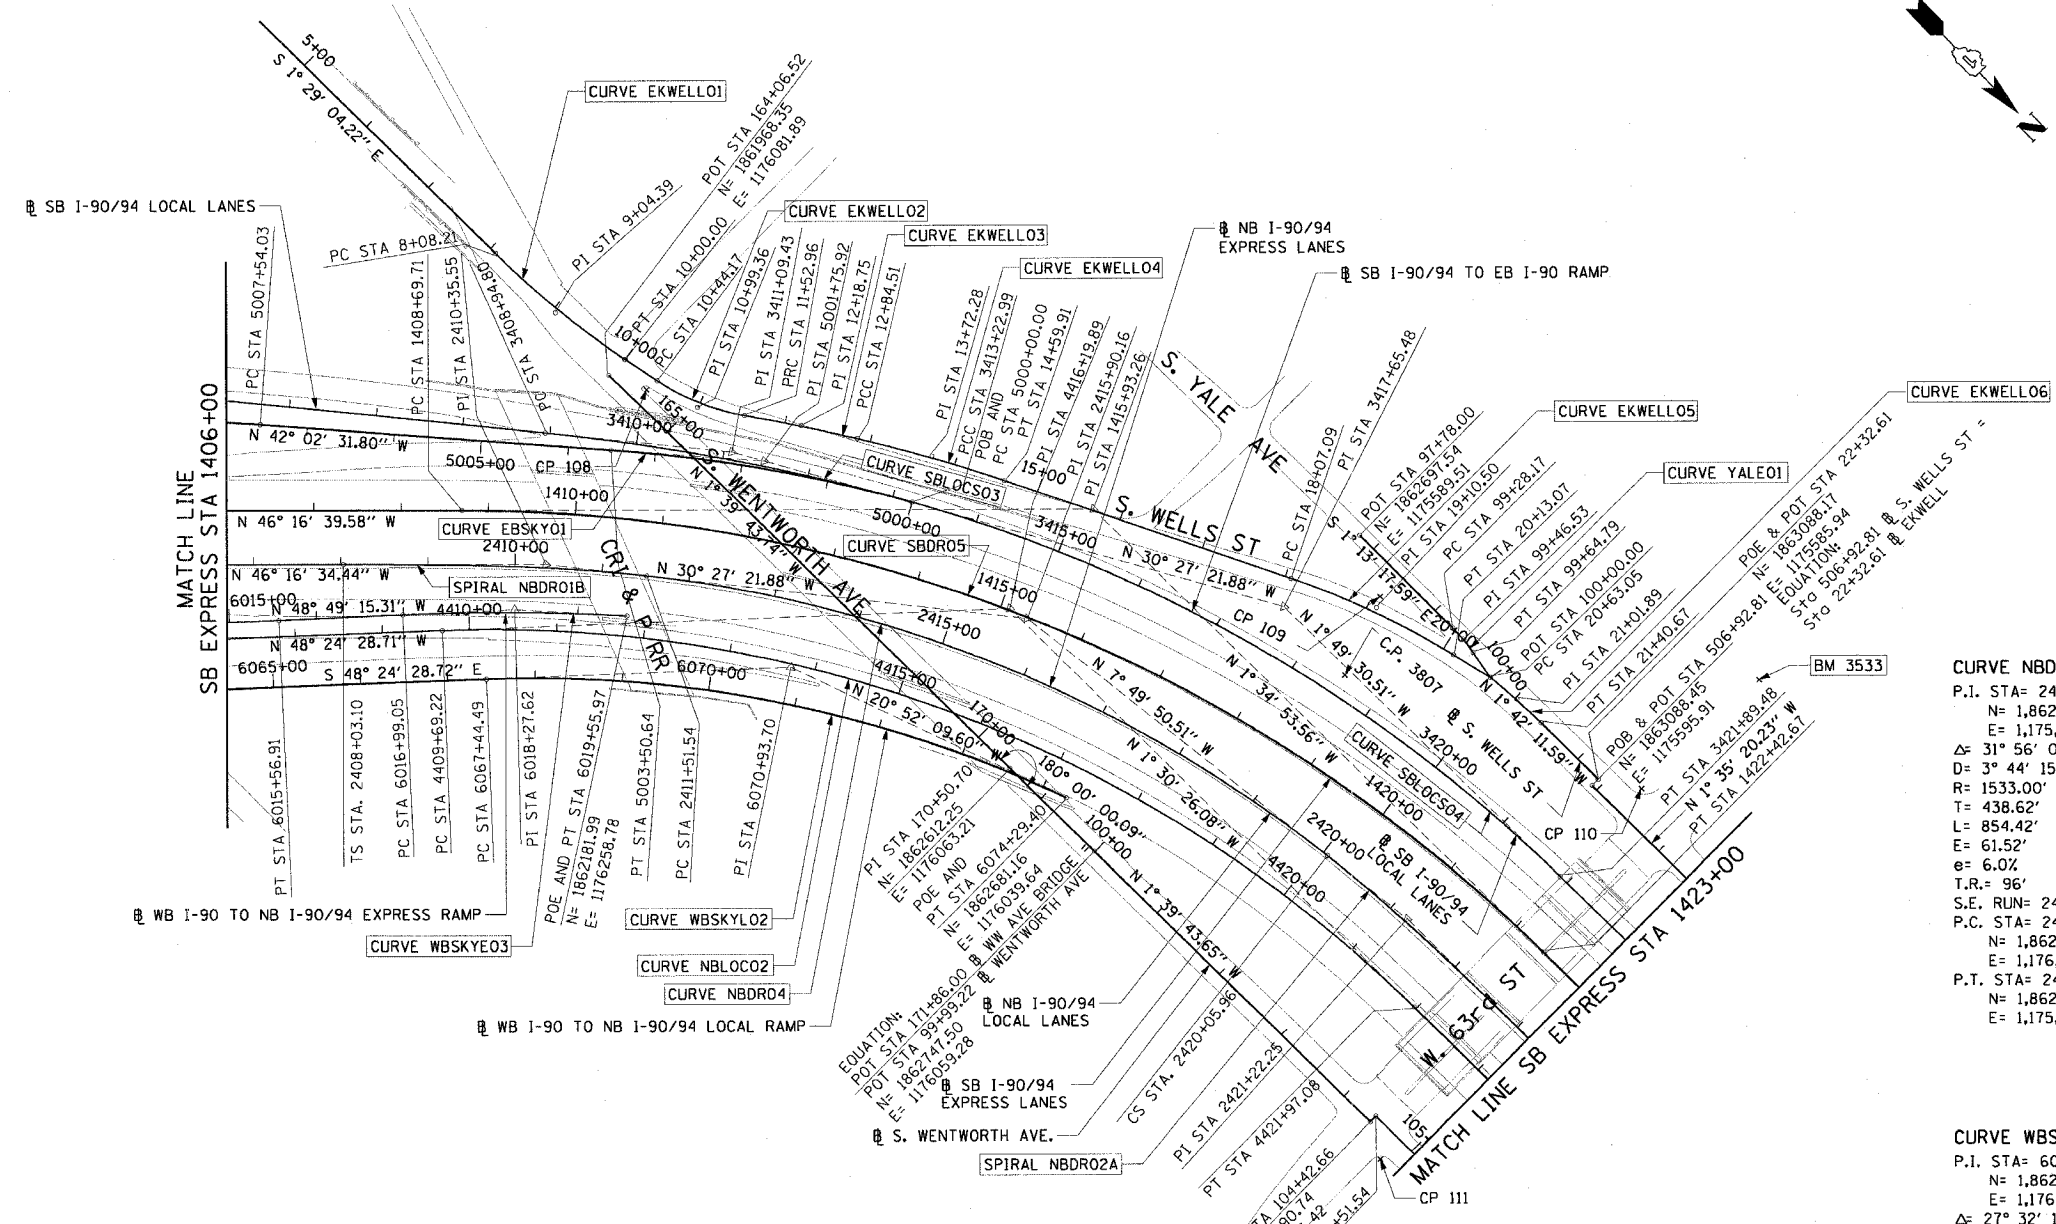 5+00
S 1° 29' 04.22" E
CURVE EKWELL01
PI STA 9+04.39
POT STA 164+06.52
N= 1861968.35
E= 1176081.89
PT STA 10+00.00
PC STA 10+44.17
PI STA 10+99.36
10+00
CURVE EKWELL02
PI STA 3411+09.43
PRC STA 11+52.96
PI STA 5001+75.92
PI STA 12+18.75
PCC STA 12+84.51
CURVE EKWELL03
CURVE EKWELL04
PI STA 13+72.28
PCC STA 3413+22.99
POB AND
PC STA 5000+00.00
PT STA 14+59.91
PI STA 4416+19.89
PI STA 2415+90.16
PI STA 1415+93.26
℄ NB I-90/94
EXPRESS LANES
℄ SB I-90/94 TO EB I-90 RAMP
N
℄ SB I-90/94 LOCAL LANES
PC STA 5007+54.03
PC STA 8+08.21
PC STA 1408+69.71
PI STA 2410+35.55
PC STA 3408+94.80
MATCH LINE
SB EXPRESS STA 1406+00
N 42° 02' 31.80" W
5005+00
CP 108
3410+00
165+00
1410+00
N 46° 16' 39.58" W
CURVE EBSKY01
2410+00
N 46° 16' 34.44" W
SPIRAL NBDR01B
6015+00
N 48° 49' 15.31" W
4410+00
N 48° 24' 28.71" W
6065+00
S 48° 24' 28.72" E
CRI & P RR
6070+00
S. WENTWORTH AVE
N 1° 39' 43.74" W
N 30° 27' 21.88" W
CURVE SBLOCS03
5000+00
CURVE SBDR05
15+00
3415+00
1415+00
2415+00
4415+00
N 20° 52' 09.60" W
170+00
S. WELLS ST
N 30° 27' 21.88" W
S. YALE AVE
PC STA 18+07.09
PI STA 3417+65.48
S 1° 13' 17.59" E
POT STA 97+78.00
N= 1862697.54
E= 1175589.51
PI STA 19+10.50
PC STA 99+28.17
PT STA 20+13.07
PI STA 99+46.53
PT STA 99+64.79
POT STA 100+00.00
PC STA 20+63.05
PI STA 21+01.89
PT STA 21+40.67
CURVE EKWELL05
CURVE YALE01
CURVE EKWELL06
POE & POT STA 22+32.61
N= 1863088.17
E= 1175585.94
EQUATION:
Sta 506+92.81 ℄ S. WELLS ST =
Sta 22+32.61 ℄ EKWELL
POB & POT STA 506+92.81
N= 1863088.45
E= 1175595.91
BM 3533
PT STA 3421+89.48
N 1° 35' 20.23" W
PT STA 1422+42.67
20+00
100+00
N 1° 42' 11.59" W
CP 109
C.P. 3807
N 1° 49' 30.51" W
℄ S. WELLS ST
N 1° 34' 53.56" W
N 7° 49' 50.51" W
N 1° 30' 26.08" W
3420+00
CURVE SBLOCS04
1420+00
2420+00
4420+00
℄ SB I-90/94
LOCAL LANES
CP 110
180° 00' 00.09"
100+00
N 1° 39' 43.65" W
W. 63rd ST
MATCH LINE SB EXPRESS STA 1423+00
105
CP 111
PT STA 6015+56.91
TS STA. 2408+03.10
PC STA 6016+99.05
PC STA 4409+69.22
PC STA 6067+44.49
PI STA 6018+27.62
POE AND PT STA 6019+55.97
N= 1862181.99
E= 1176258.78
PT STA 5003+50.64
PC STA 2411+51.54
PI STA 6070+93.70
℄ WB I-90 TO NB I-90/94 EXPRESS RAMP
CURVE WBSKYE03
CURVE WBSKYL02
CURVE NBLOC02
CURVE NBDR04
℄ WB I-90 TO NB I-90/94 LOCAL RAMP
PI STA 170+50.70
N= 1862612.25
E= 1176063.21
POE AND
PT STA 6074+29.40
N= 1862681.16
E= 1176039.64
EQUATION:
POT STA 171+86.00 ℄ WW AVE BRIDGE =
POT STA 99+99.22 ℄ WENTWORTH AVE
N= 1862747.50
E= 1176059.28
℄ NB I-90/94
LOCAL LANES
℄ SB I-90/94
EXPRESS LANES
℄ S. WENTWORTH AVE.
SPIRAL NBDR02A
CS STA. 2420+05.96
PI STA 2421+22.25
PT STA 4421+97.08
TA 104+42.66
90.74
42
+51.54
CURVE NBD
P.I. STA= 24
N= 1,862
E= 1,175,
Δ= 31° 56' 0
D= 3° 44' 15
R= 1533.00'
T= 438.62'
L= 854.42'
E= 61.52'
e= 6.0%
T.R.= 96'
S.E. RUN= 24
P.C. STA= 24
N= 1,862
E= 1,176,
P.T. STA= 24
N= 1,862
E= 1,175,
CURVE WBS
P.I. STA= 60
N= 1,862
E= 1,176
Δ= 27° 32' 1